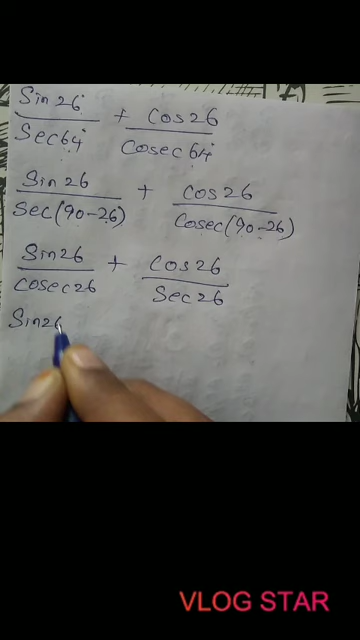 Sin 26° / Sec 64° + Cos 26 / Cosec 64°
Sin 26 / Sec(90-26) + Cos 26 / Cosec(90-26)
Sin 26 / Cosec 26 + Cos 26 / Sec 26
Sin 26
VLOG STAR